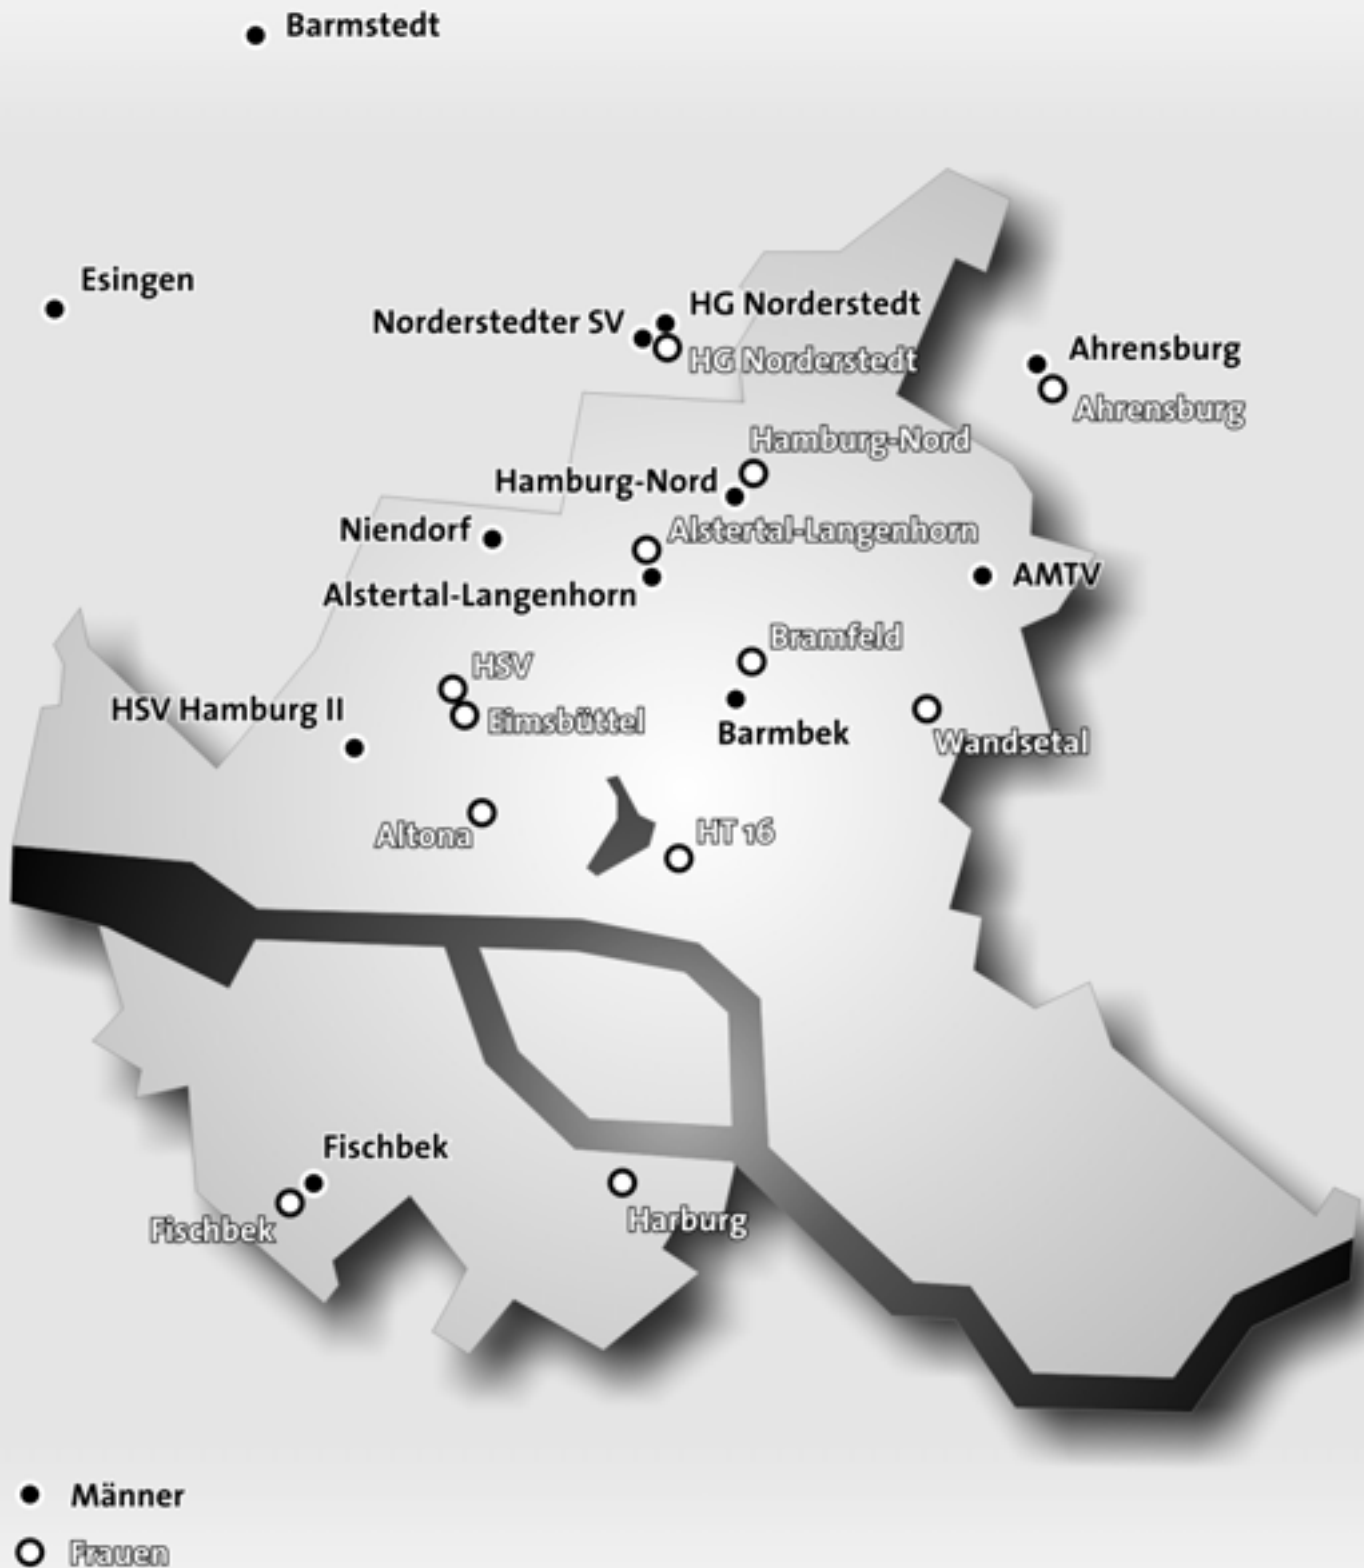 Barmstedt
Esingen
HG Norderstedt
Norderstedter SV
HG Norderstedt
Ahrensburg
Ahrensburg
Hamburg-Nord
Hamburg-Nord
Niendorf
Alstertal-Langenhorn
AMTV
Alstertal-Langenhorn
Bramfeld
HSV
HSV Hamburg II
Eimsbüttel
Barmbek
Wandsetal
Altona
HT 16
Fischbek
Fischbek
Harburg
Männer
Frauen